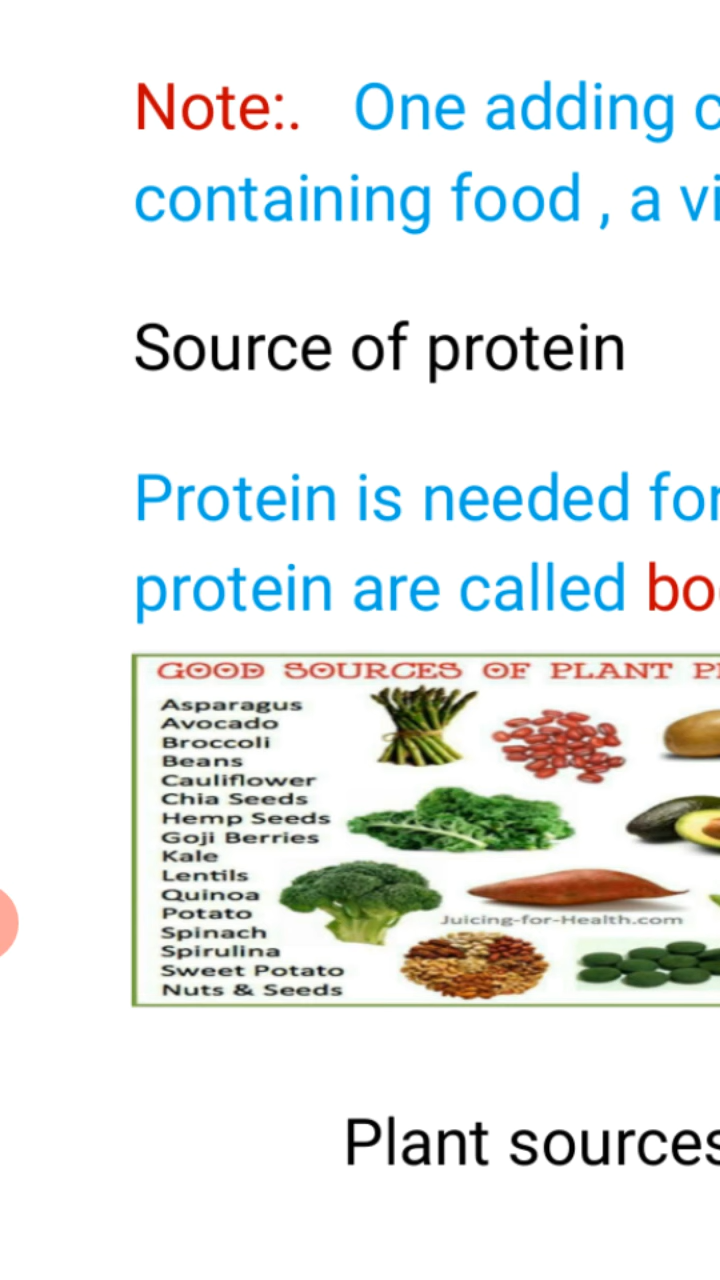 Note:. One adding c
containing food , a vi
Source of protein
Protein is needed for
protein are called bo
GOOD SOURCES OF PLANT P
Asparagus
Avocado
Broccoli
Beans
Cauliflower
Chia Seeds
Hemp Seeds
Goji Berries
Kale
Lentils
Quinoa
Potato
Spinach
Spirulina
Sweet Potato
Nuts & Seeds
Juicing-for-Health.com
Plant sources